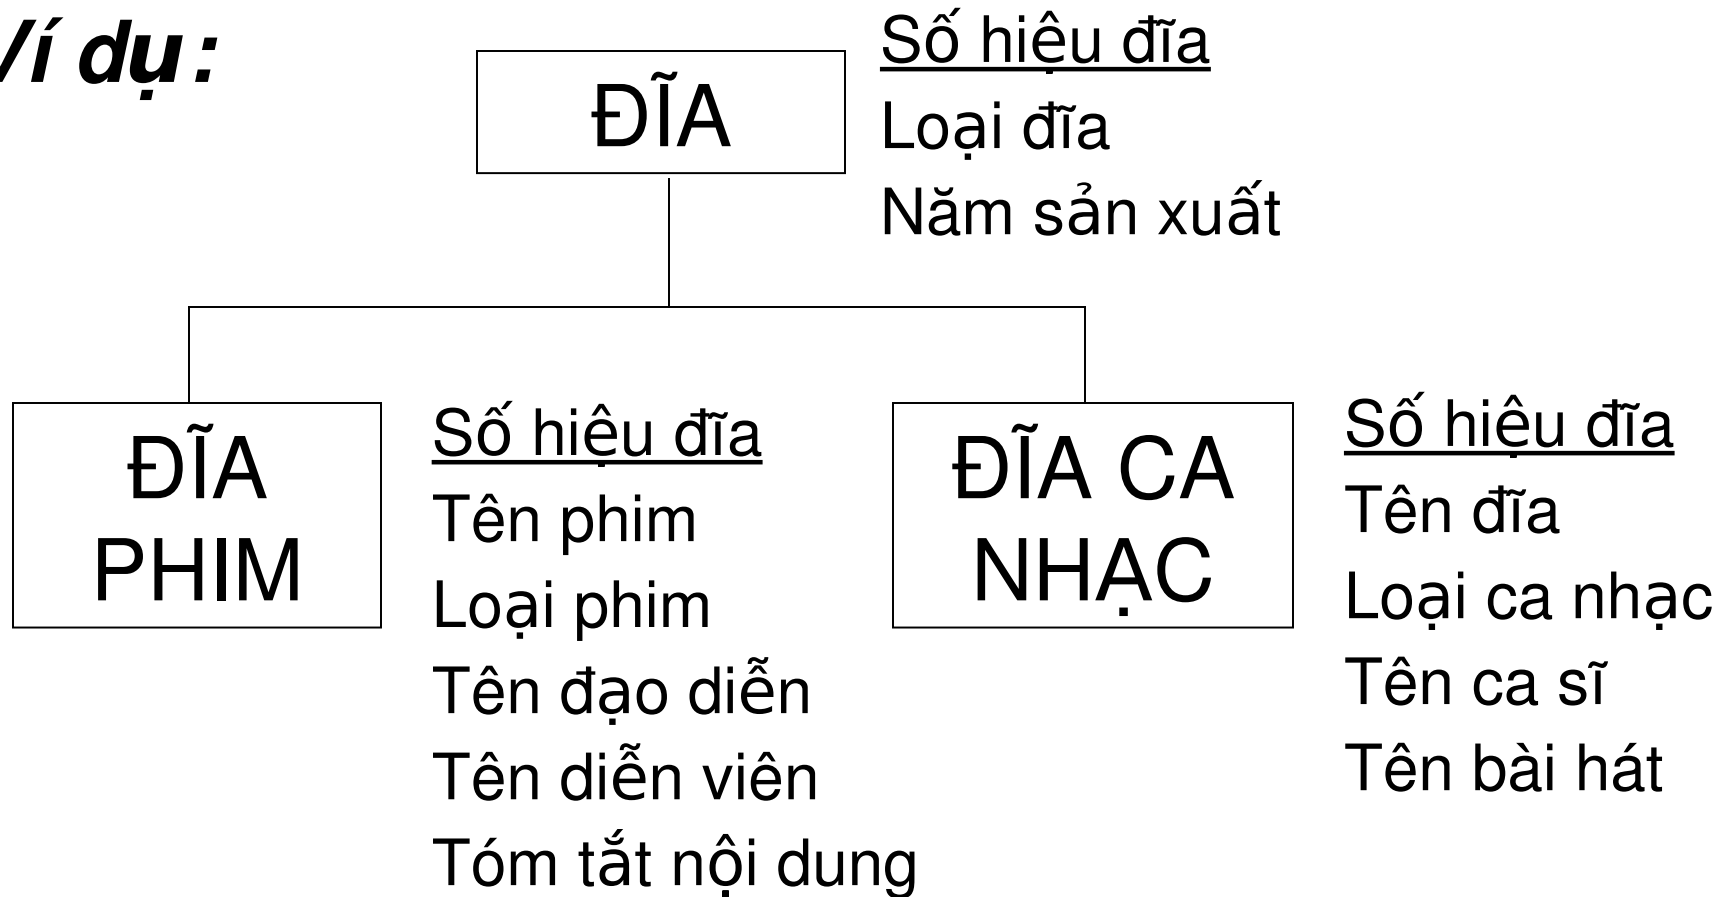 Ví dụ:
ĐĨA
Số hiệu đĩa
Loại đĩa
Năm sản xuất
ĐĨA
PHIM
Số hiệu đĩa
Tên phim
Loại phim
Tên đạo diễn
Tên diễn viên
Tóm tắt nội dung
ĐĨA CA
NHẠC
Số hiệu đĩa
Tên đĩa
Loại ca nhạc
Tên ca sĩ
Tên bài hát